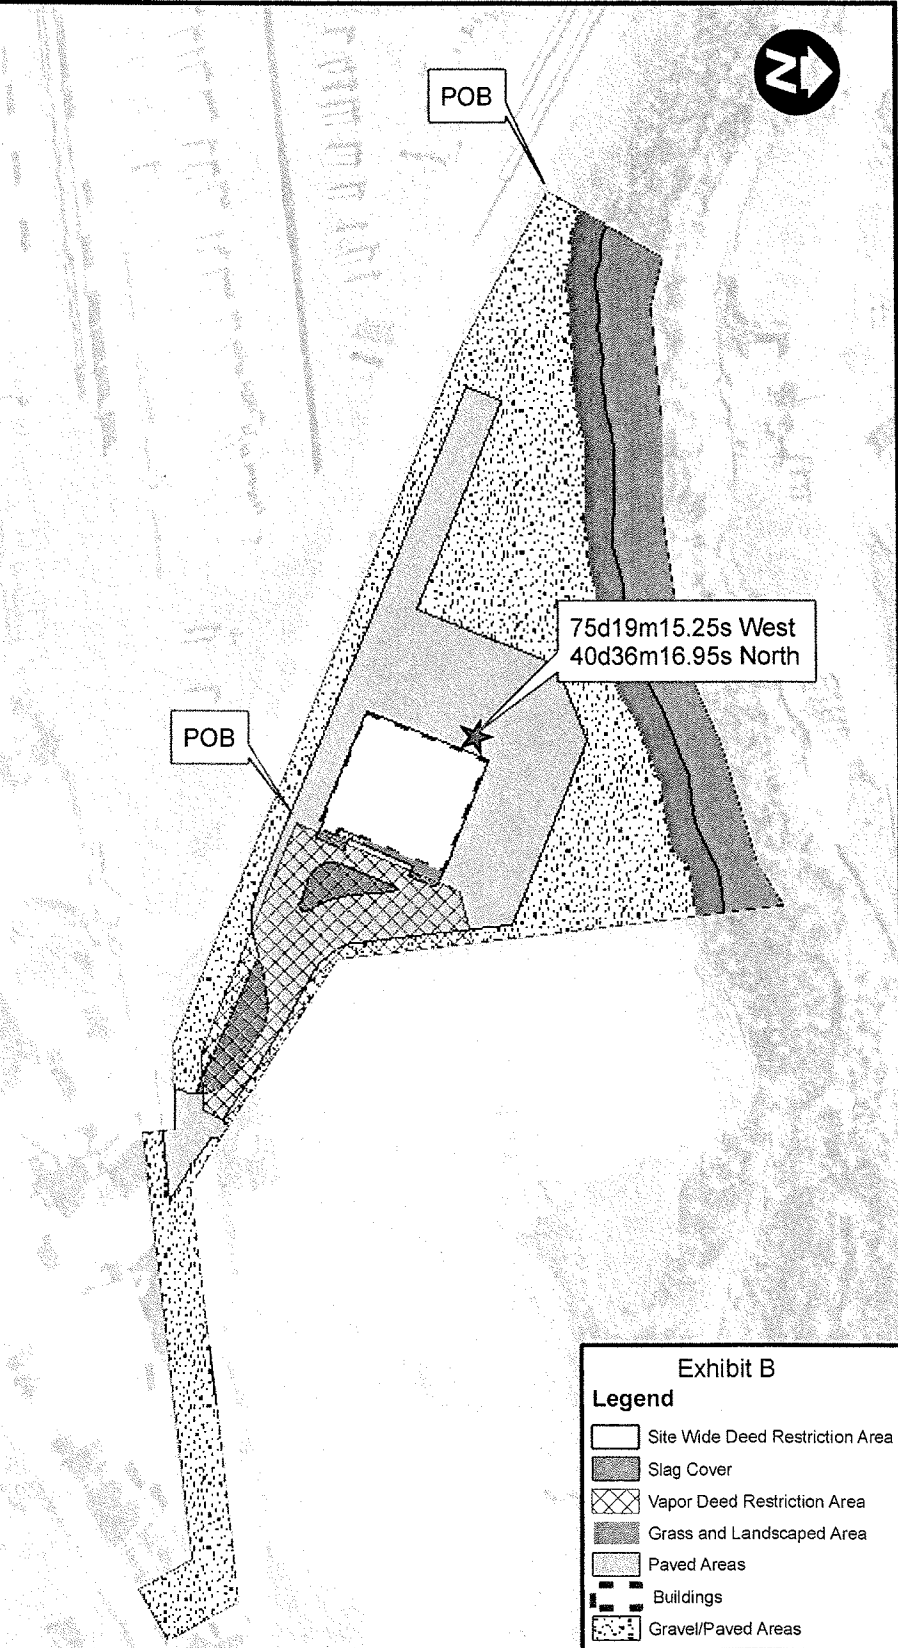 N
POB
75d19m15.25s West
40d36m16.95s North
POB
Exhibit B
Legend
Site Wide Deed Restriction Area
Slag Cover
Vapor Deed Restriction Area
Grass and Landscaped Area
Paved Areas
Buildings
Gravel/Paved Areas